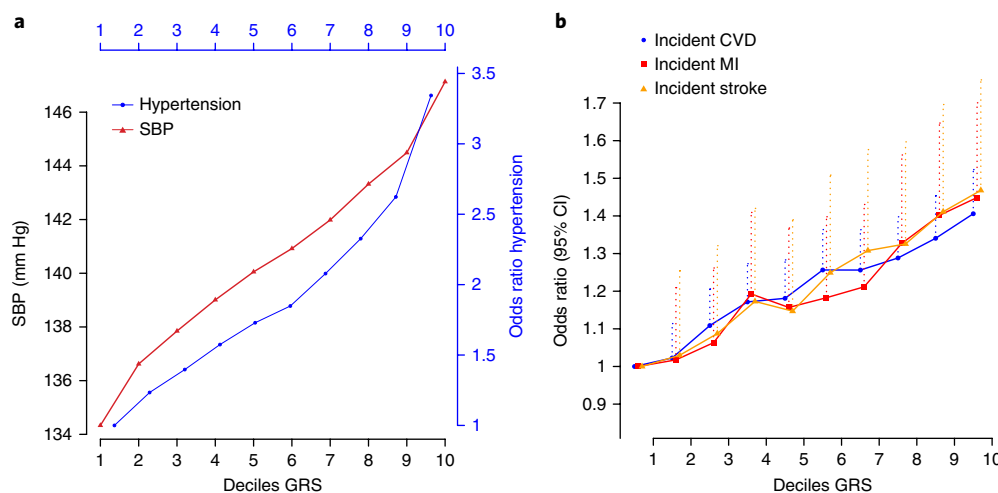 a
1 2 3 4 5 6 7 8 9 10
Hypertension
SBP
146
144
142
140
138
136
134
SBP (mm Hg)
3.5
3
2.5
2
1.5
1
Odds ratio hypertension
1 2 3 4 5 6 7 8 9 10
Deciles GRS
b
Incident CVD
Incident MI
Incident stroke
1.7
1.5
1.4
1.3
1.2
1.1
1
0.9
Odds ratio (95% CI)
1 2 3 4 5 6 7 8 9 10
Deciles GRS